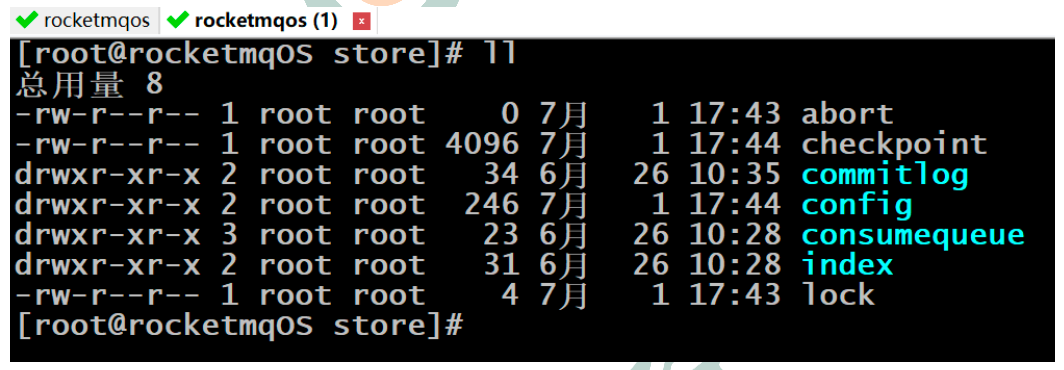 rocketmqos rocketmqos (1) x
[root@rocketmqOS store]# ll
总用量 8
-rw-r--r-- 1 root root    0 7月   1 17:43 abort
-rw-r--r-- 1 root root 4096 7月   1 17:44 checkpoint
drwxr-xr-x 2 root root   34 6月  26 10:35 commitlog
drwxr-xr-x 2 root root  246 7月   1 17:44 config
drwxr-xr-x 3 root root   23 6月  26 10:28 consumequeue
drwxr-xr-x 2 root root   31 6月  26 10:28 index
-rw-r--r-- 1 root root    4 7月   1 17:43 lock
[root@rocketmqOS store]#